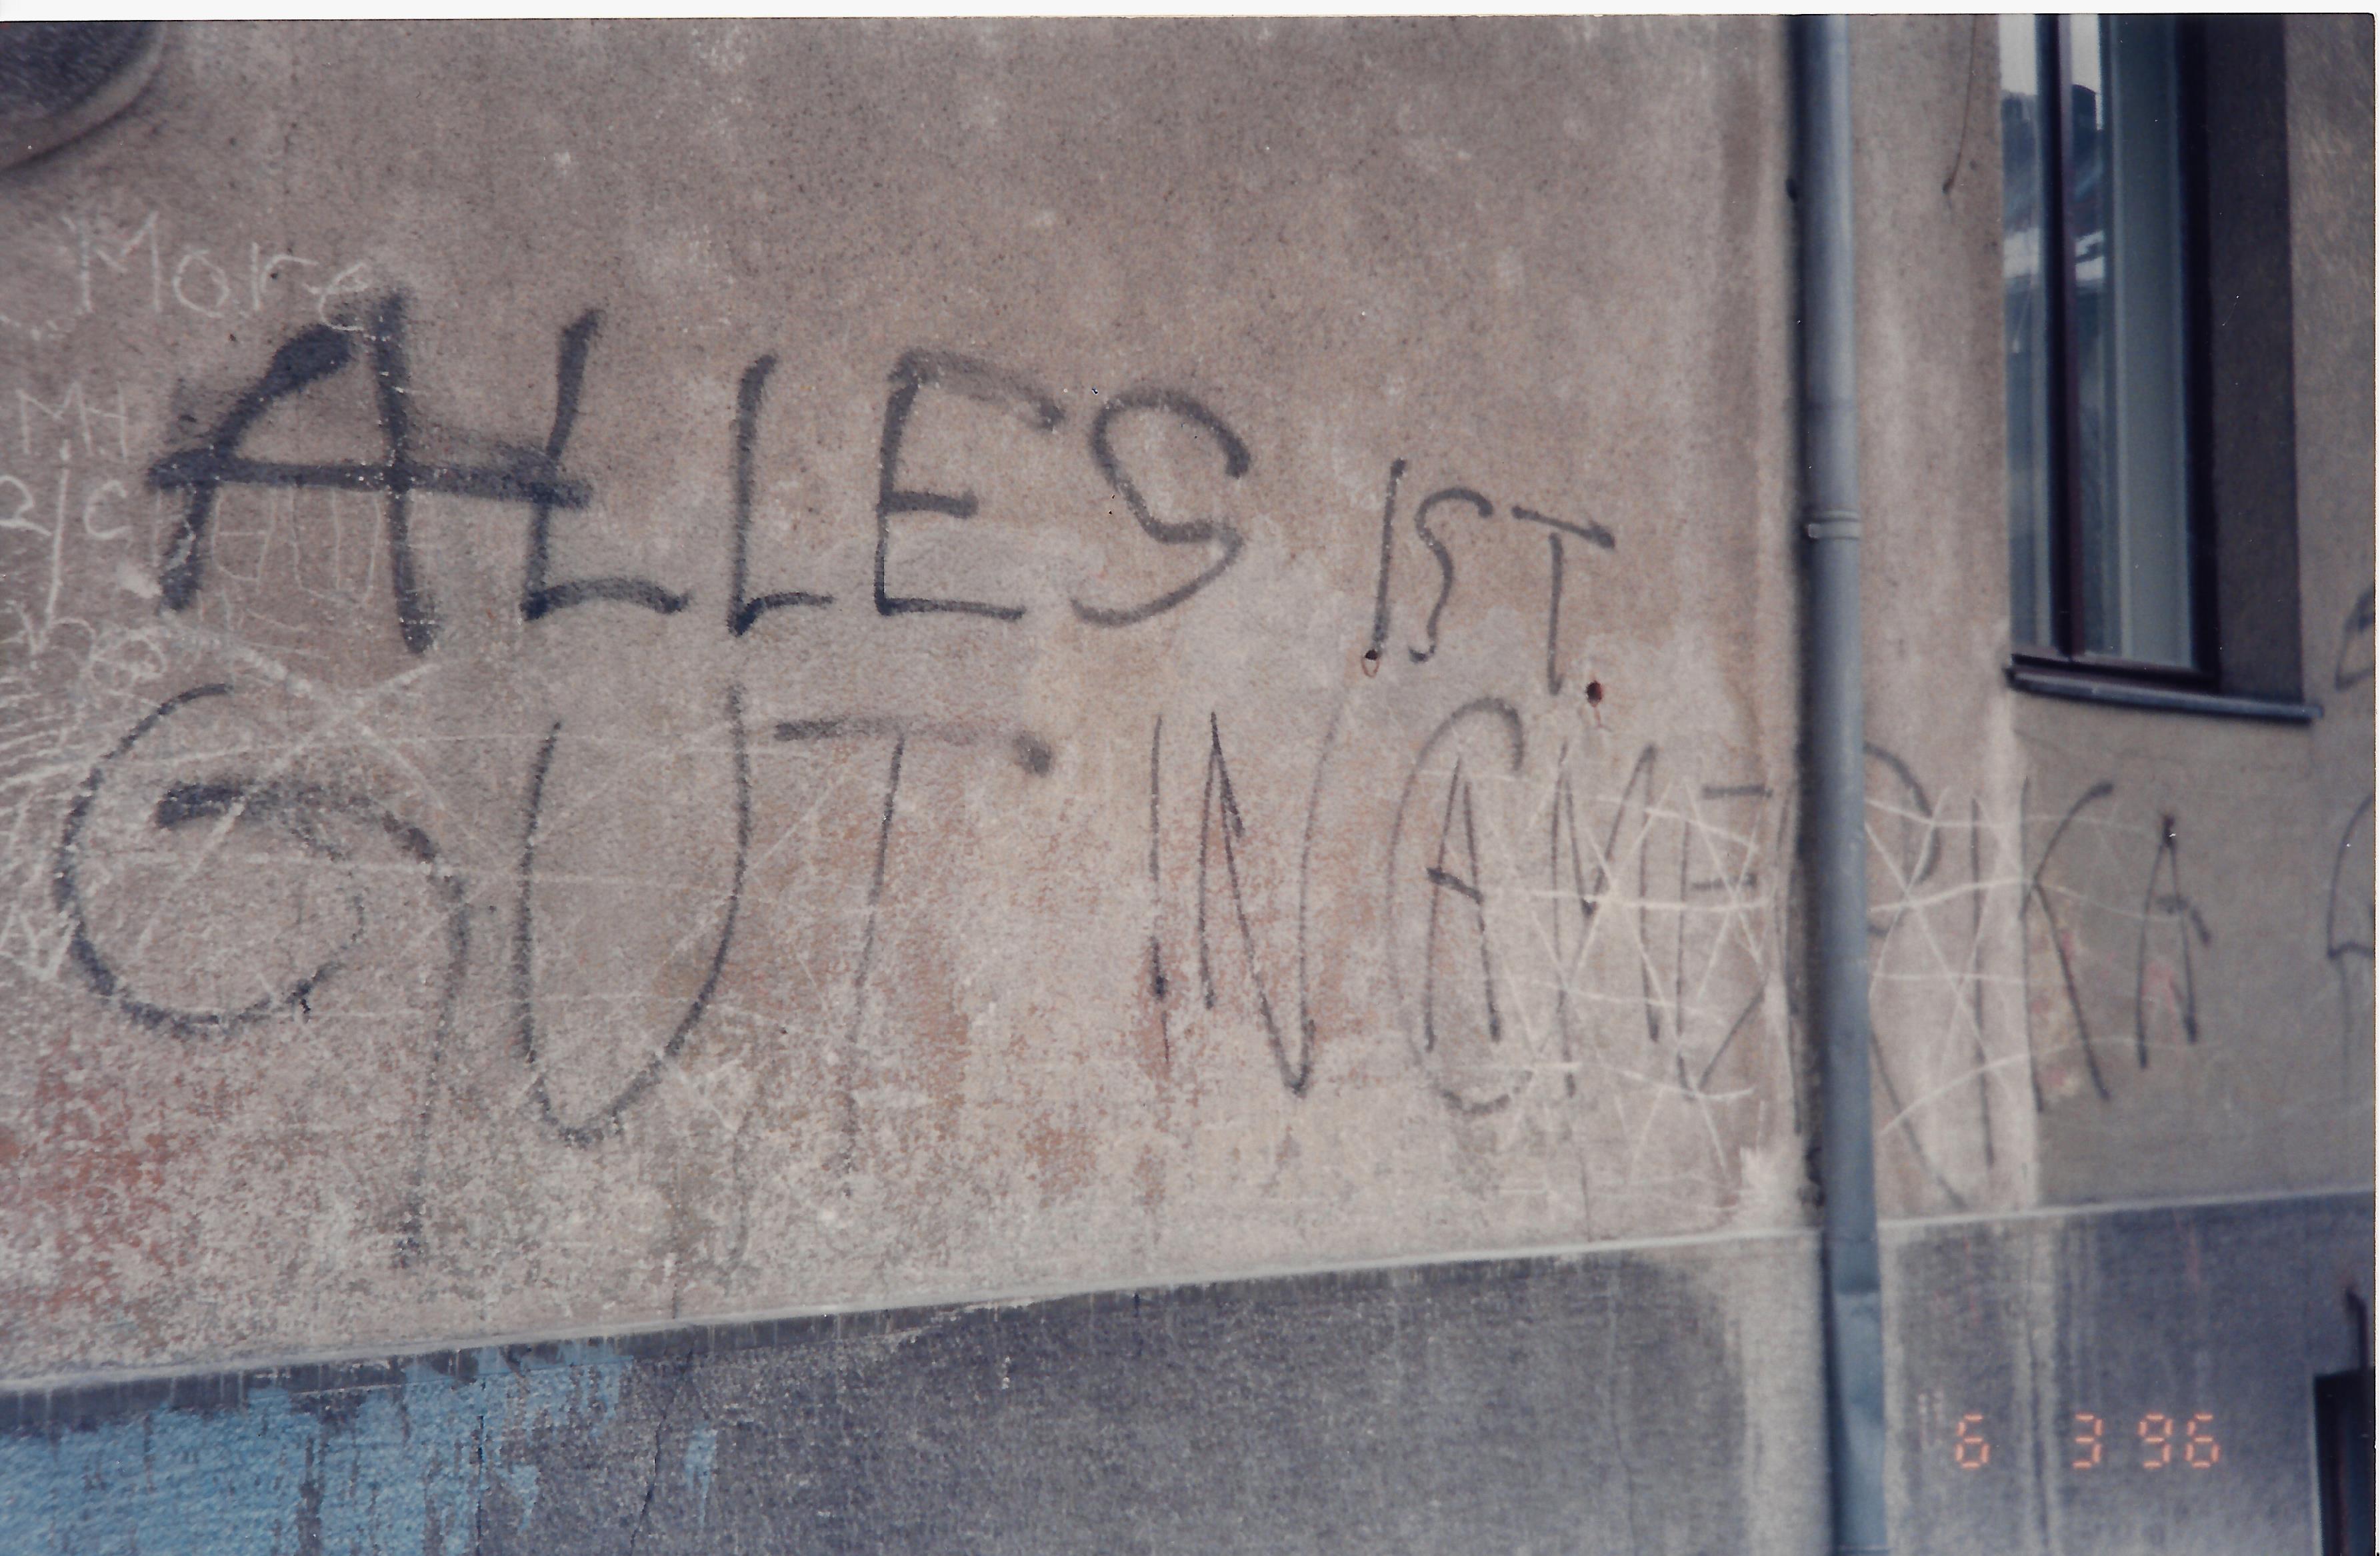 More
ALLES IST
GUT IN AMERIKA
6 3 96